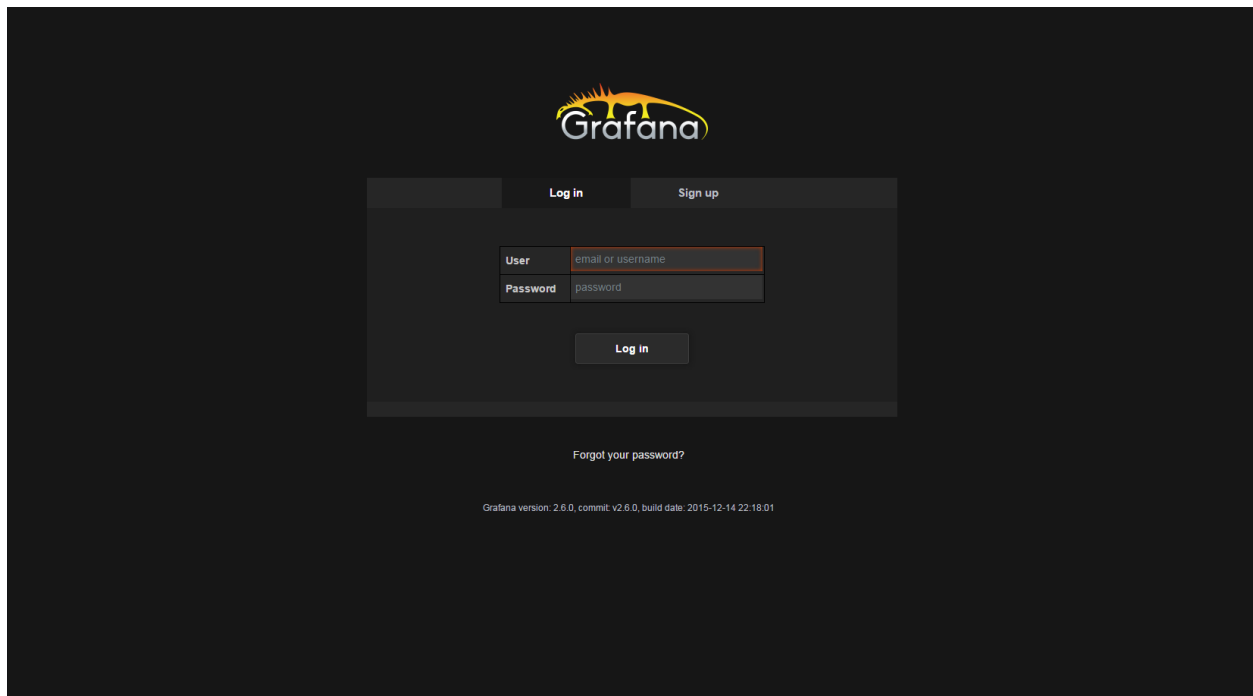 Grafana
Log in Sign up
User email or username
Password password
Log in
Forgot your password?
Grafana version: 2.6.0, commit: v2.6.0, build date: 2015-12-14 22:18:01